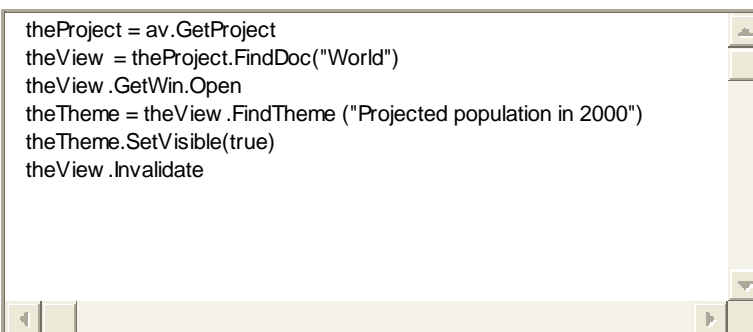 theProject = av.GetProject
theView = theProject.FindDoc("World")
theView .GetWin.Open
theTheme = theView .FindTheme ("Projected population in 2000")
theTheme.SetVisible(true)
theView .Invalidate